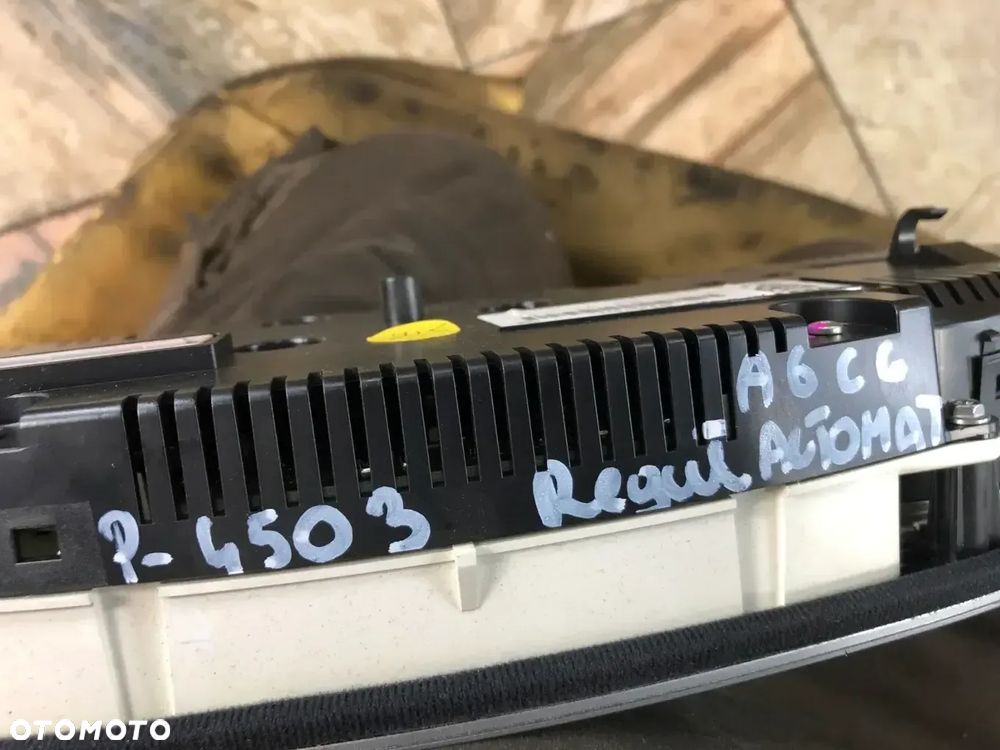 A6 C6
P-4503 Regul AUTOMAT
OTOMOTO